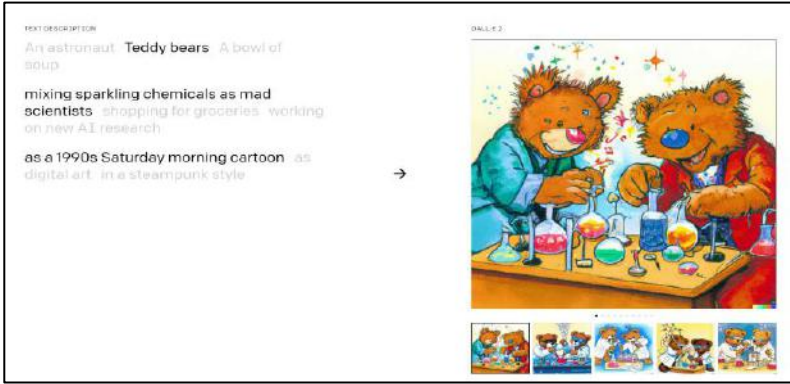 TEXT DESCRIPTION
An astronaut Teddy bears A bowl of
soup
mixing sparkling chemicals as mad
scientists shopping for groceries working
on new AI research
as a 1990s Saturday morning cartoon as
digital art in a steampunk style
→
DALL·E 2